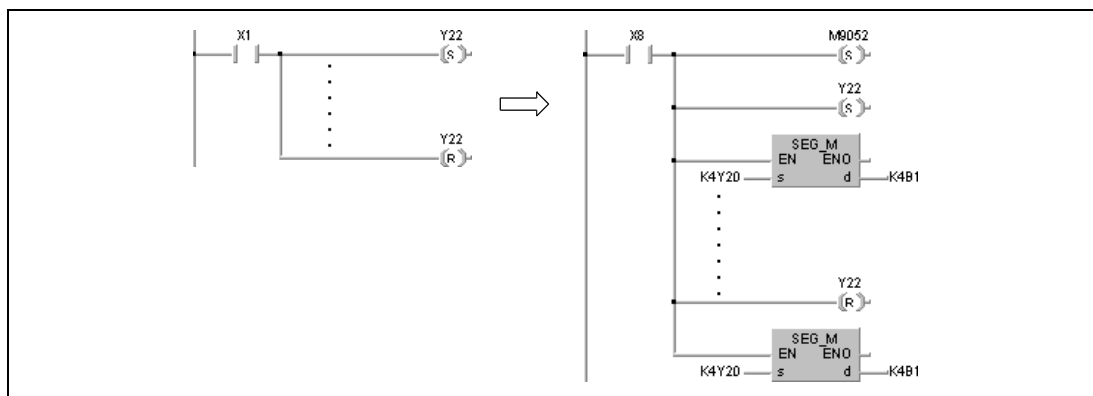 X1
Y22
(S)
Y22
(R)
X8
M9052
(S)
Y22
(S)
SEG_M
EN ENO
K4Y20 s d K4B1
Y22
(R)
SEG_M
EN ENO
K4Y20 s d K4B1